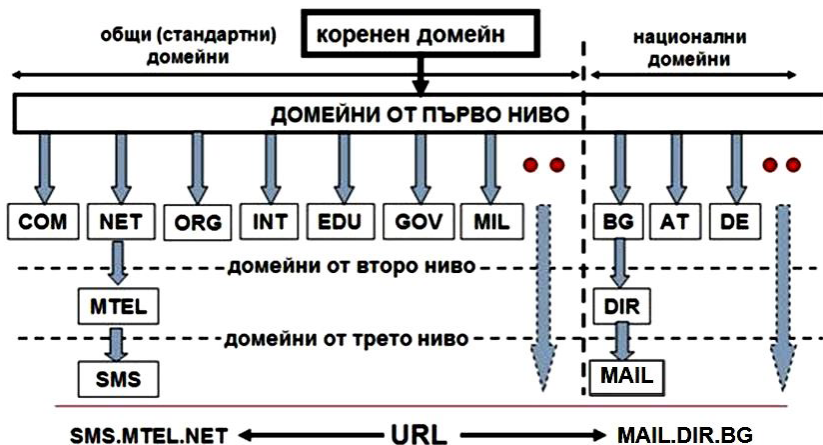 общи (стандартни)
домейни
коренен домейн
национални
домейни
ДОМЕЙНИ ОТ ПЪРВО НИВО
COM NET ORG INT EDU GOV MIL BG AT DE
домейни от второ ниво
MTEL DIR
домейни от трето ниво
SMS MAIL
SMS.MTEL.NET URL MAIL.DIR.BG